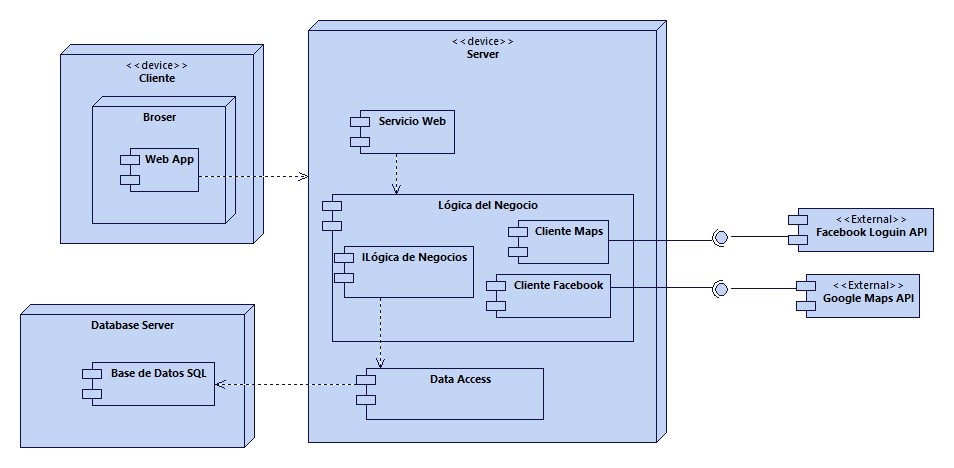 <<device>>
Cliente
Broser
Web App
<<device>>
Server
Servicio Web
Lógica del Negocio
Cliente Maps
ILógica de Negocios
Cliente Facebook
Data Access
<<External>>
Facebook Loguin API
<<External>>
Google Maps API
Database Server
Base de Datos SQL